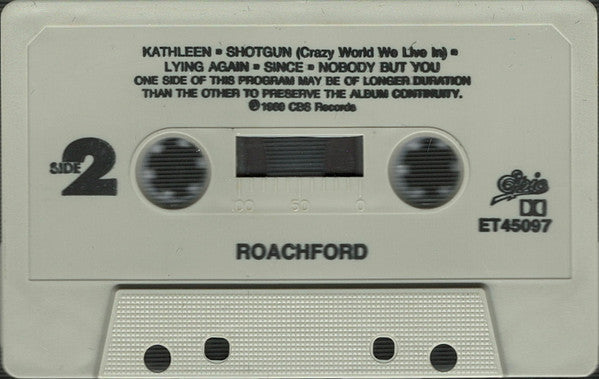 KATHLEEN ▪ SHOTGUN (Crazy World We Live In) ▪
LYING AGAIN ▪ SINCE ▪ NOBODY BUT YOU
ONE SIDE OF THIS PROGRAM MAY BE OF LONGER DURATION
THAN THE OTHER TO PRESERVE THE ALBUM CONTINUITY.
℗ 1988 CBS Records
SIDE 2
100 50 0
Epic
ET45097
ROACHFORD